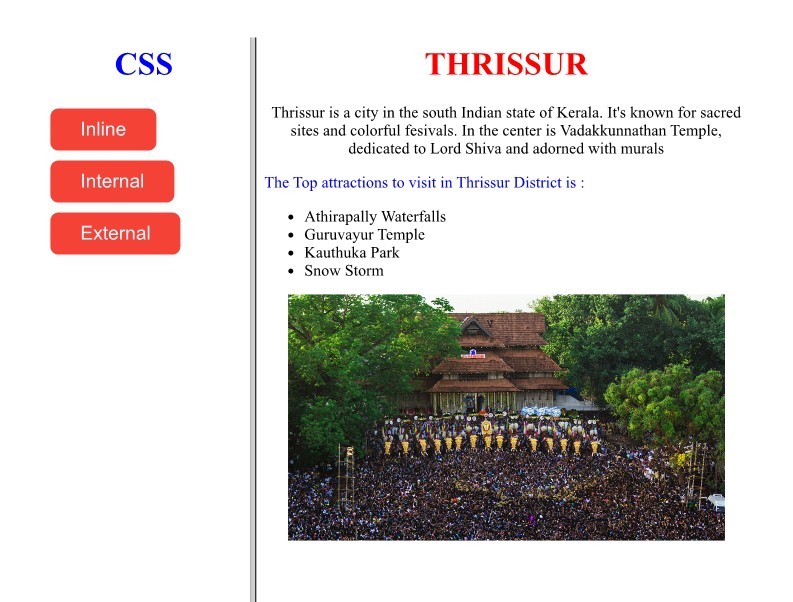 CSS
Inline
Internal
External
THRISSUR
Thrissur is a city in the south Indian state of Kerala. It's known for sacred
sites and colorful fesivals. In the center is Vadakkunnathan Temple,
dedicated to Lord Shiva and adorned with murals
The Top attractions to visit in Thrissur District is :
Athirapally Waterfalls
Guruvayur Temple
Kauthuka Park
Snow Storm